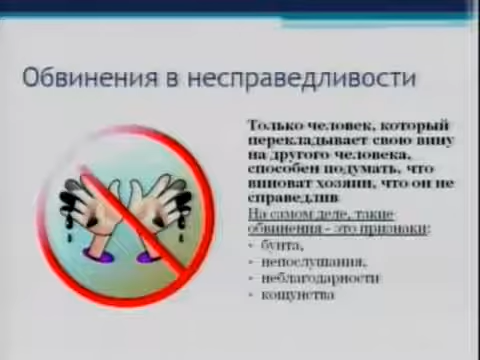 Обвинения в несправедливости
Только человек, который
перекладывает свою вину
на другого человека,
способен подумать, что
виноват хозяин, что он не
справедлив
На самом деле, такие
обвинения - это признаки:
- бунта,
- непослушания,
- неблагодарности
- кощунства